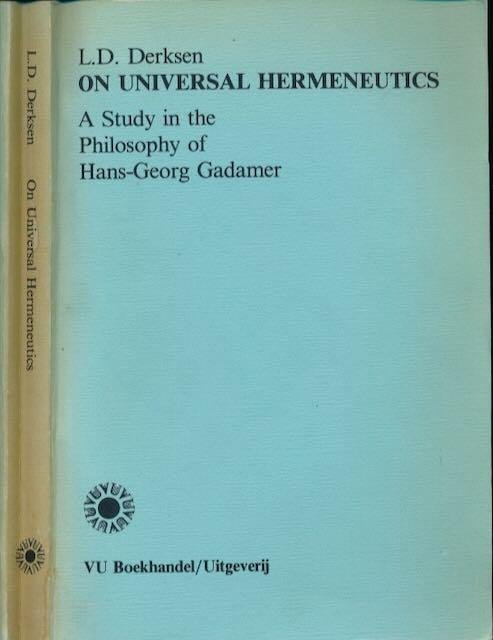 L.D. Derksen
ON UNIVERSAL HERMENEUTICS
A Study in the
Philosophy of
Hans-Georg Gadamer
VU Boekhandel/Uitgeverij
L.D. Derksen On Universal Hermeneutics